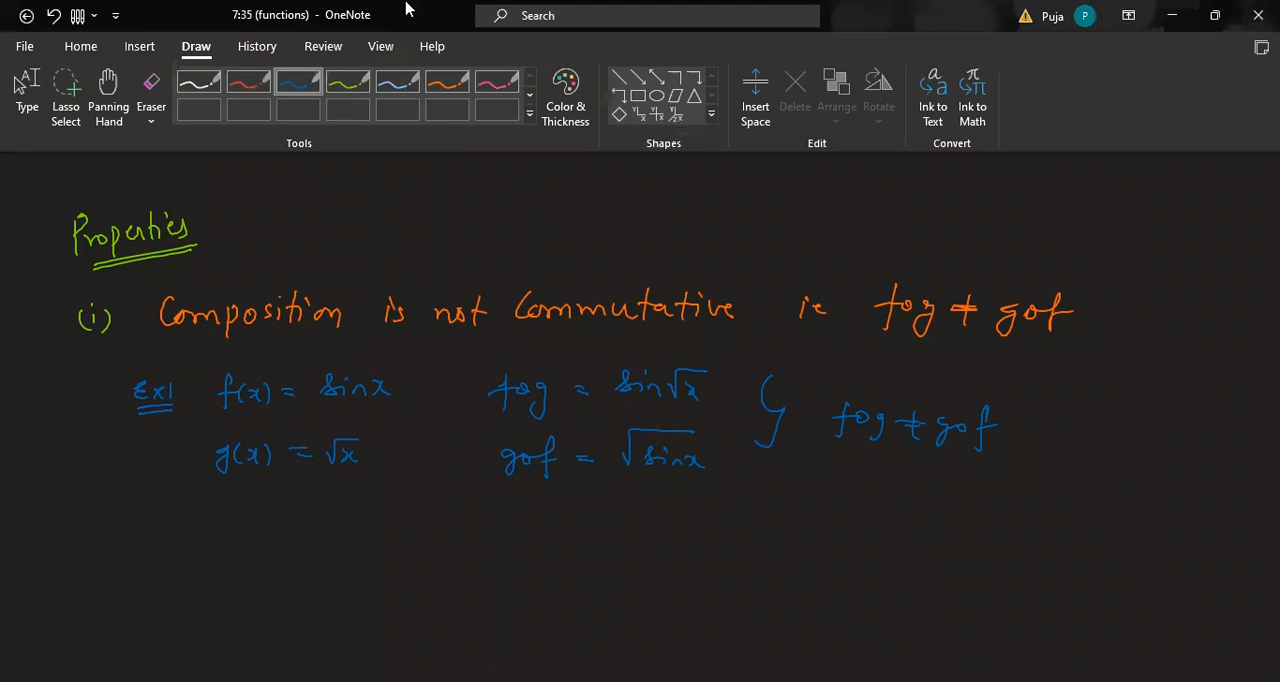 7:35 (functions) - OneNote
Search
Puja P
File Home Insert Draw History Review View Help
Type Lasso Select Panning Hand Eraser Color & Thickness Insert Space Delete Arrange Rotate Ink to Text Ink to Math
Tools Shapes Edit Convert
Properties
(i) Composition is not Commutative ie fog ≠ gof
Ex1 f(x) = sinx fog = sin√x } fog ≠ gof
g(x) = √x gof = √sinx